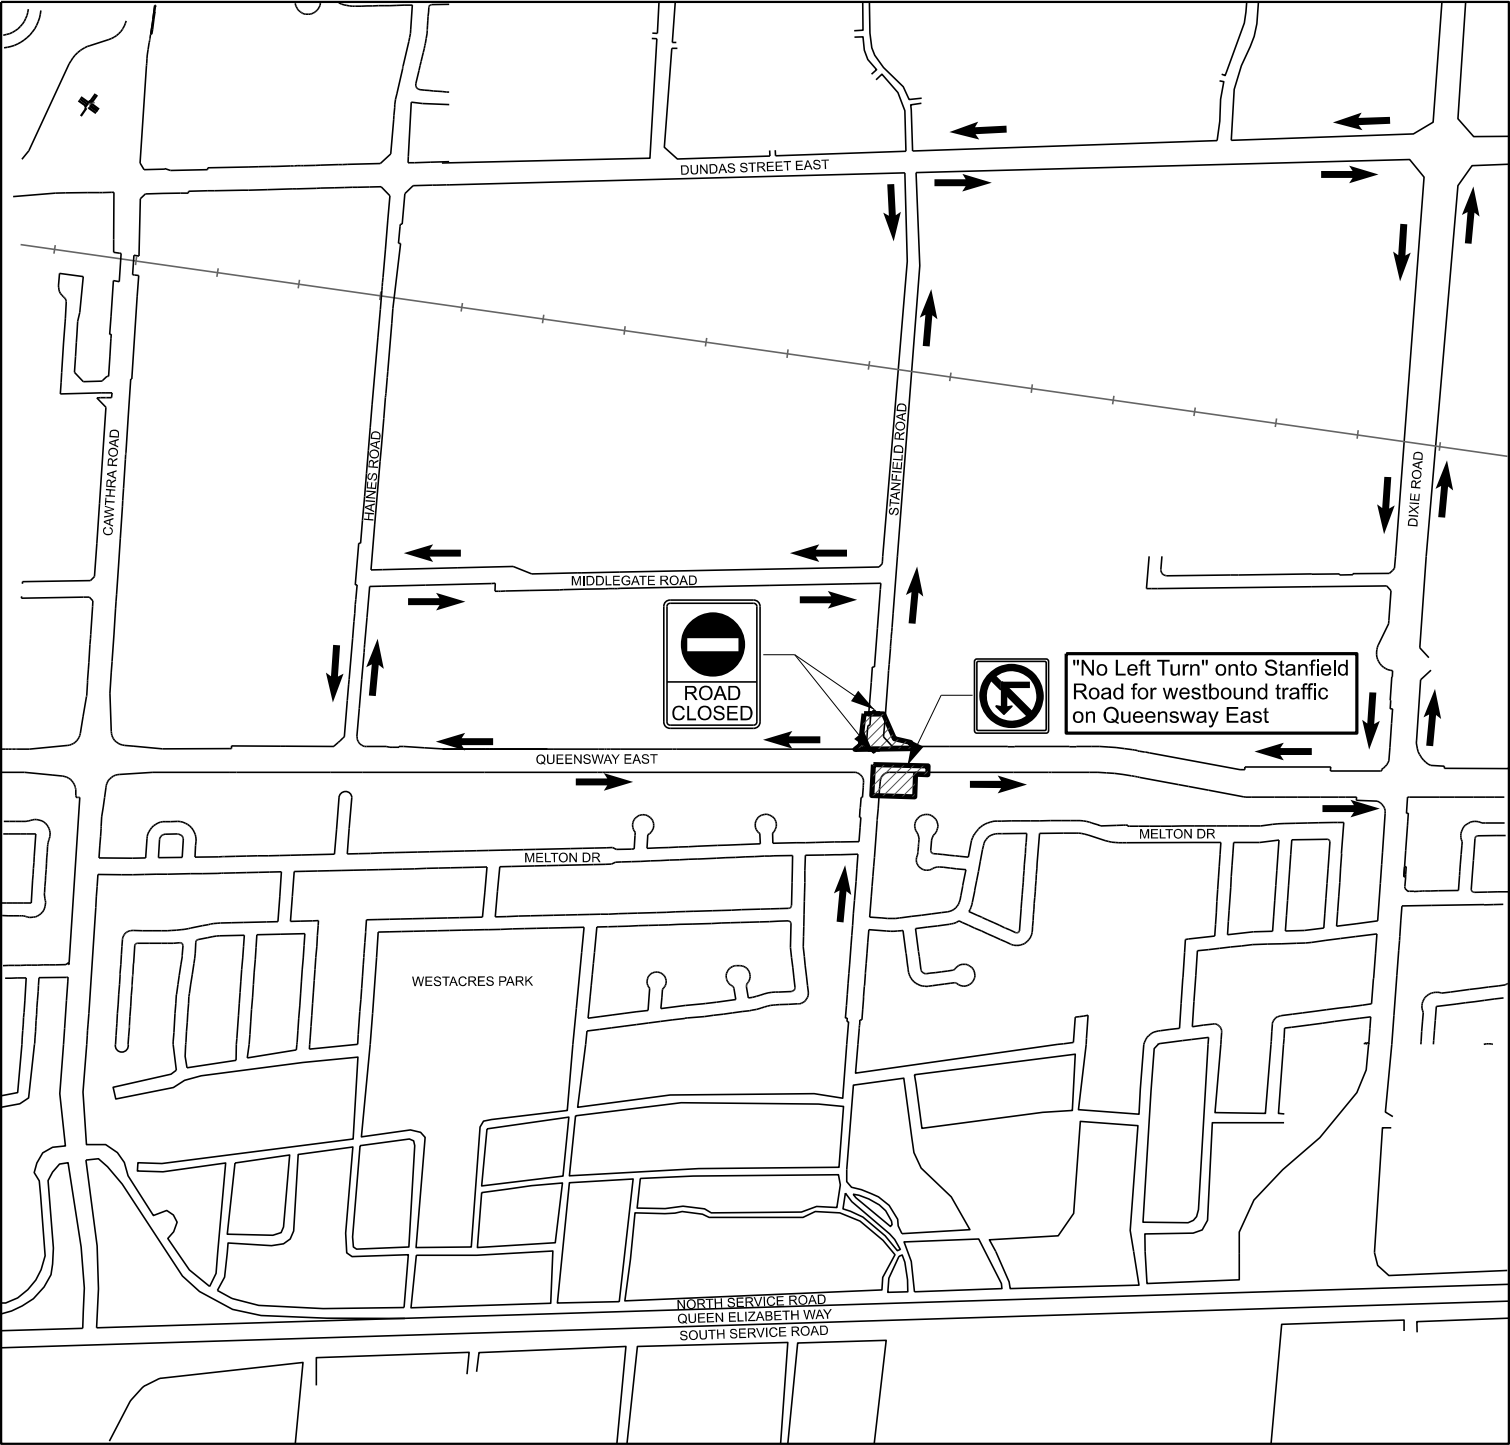 DUNDAS STREET EAST
CAWTHRA ROAD
HAINES ROAD
STANFIELD ROAD
DIXIE ROAD
MIDDLEGATE ROAD
ROAD
CLOSED
"No Left Turn" onto Stanfield
Road for westbound traffic
on Queensway East
QUEENSWAY EAST
MELTON DR
MELTON DR
WESTACRES PARK
NORTH SERVICE ROAD
QUEEN ELIZABETH WAY
SOUTH SERVICE ROAD